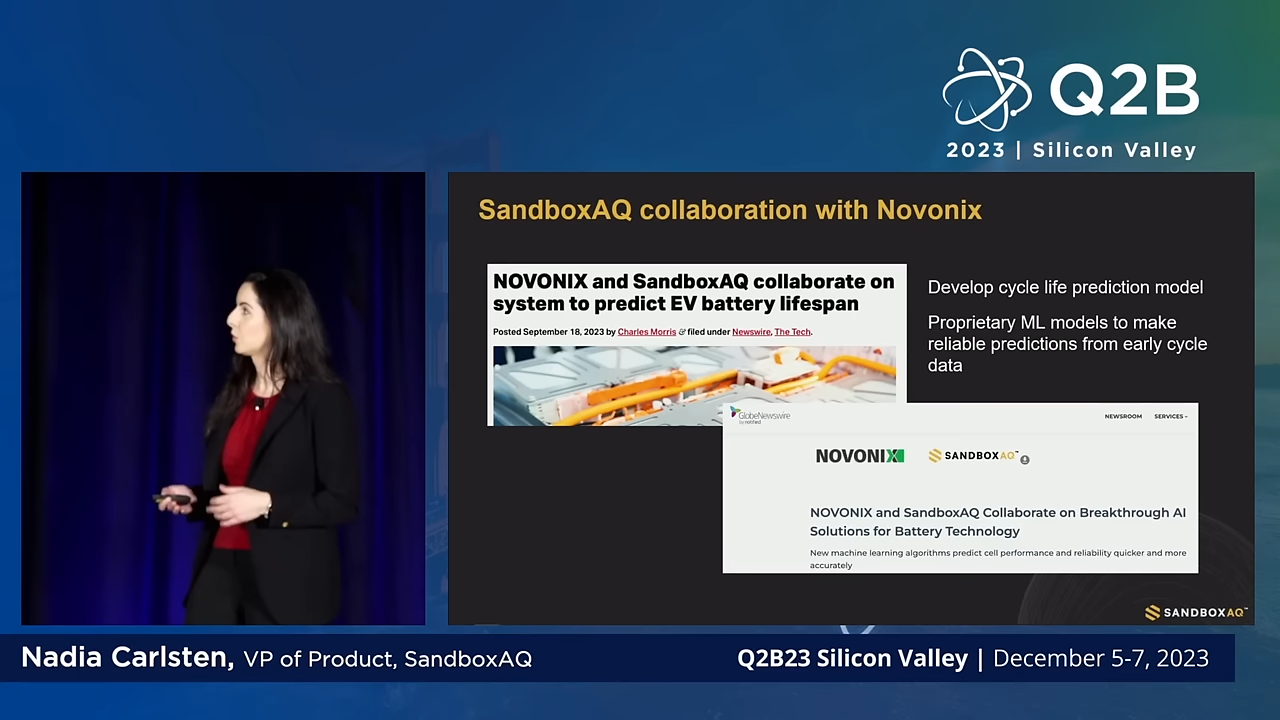 Q2B
2023 | Silicon Valley
SandboxAQ collaboration with Novonix
NOVONIX and SandboxAQ collaborate on
system to predict EV battery lifespan
Posted September 18, 2023 by Charles Morris & filed under Newswire, The Tech.
Develop cycle life prediction model
Proprietary ML models to make
reliable predictions from early cycle
data
GlobeNewswire
by notified
NEWSROOM SERVICES
NOVONIX SANDBOXAQ™
NOVONIX and SandboxAQ Collaborate on Breakthrough AI
Solutions for Battery Technology
New machine learning algorithms predict cell performance and reliability quicker and more
accurately
SANDBOXAQ™
Nadia Carlsten, VP of Product, SandboxAQ
Q2B23 Silicon Valley | December 5-7, 2023